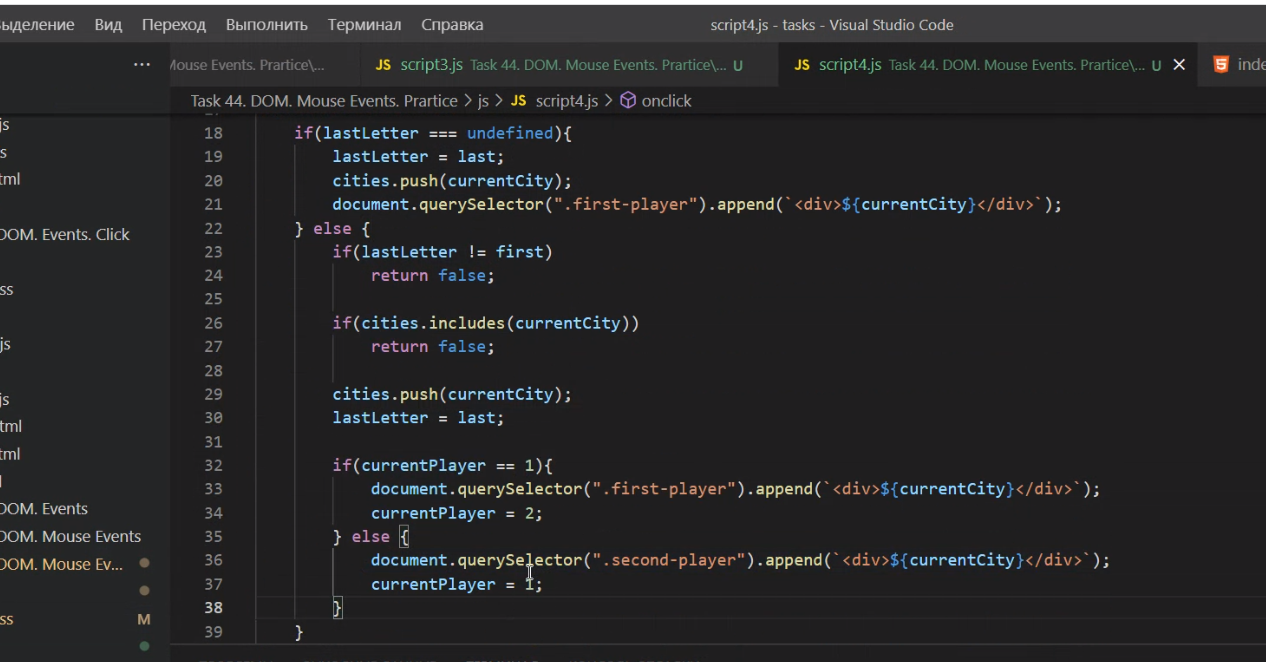 ыделение Вид Переход Выполнить Терминал Справка script4.js - tasks - Visual Studio Code
··· Mouse Events. Prartice\... JS script3.js Task 44. DOM. Mouse Events. Prartice\... U JS script4.js Task 44. DOM. Mouse Events. Prartice\... U × 5 inde
Task 44. DOM. Mouse Events. Prartice > js > JS script4.js > onclick
js
s
tml
DOM. Events. Click
ss
js
js
tml
tml
DOM. Events
DOM. Mouse Events
DOM. Mouse Ev...
ss M
18 if(lastLetter === undefined){
19 lastLetter = last;
20 cities.push(currentCity);
21 document.querySelector(".first-player").append(`<div>${currentCity}</div>`);
22 } else {
23 if(lastLetter != first)
24 return false;
25
26 if(cities.includes(currentCity))
27 return false;
28
29 cities.push(currentCity);
30 lastLetter = last;
31
32 if(currentPlayer == 1){
33 document.querySelector(".first-player").append(`<div>${currentCity}</div>`);
34 currentPlayer = 2;
35 } else {
36 document.querySelector(".second-player").append(`<div>${currentCity}</div>`);
37 currentPlayer = 1;
38 }
39 }